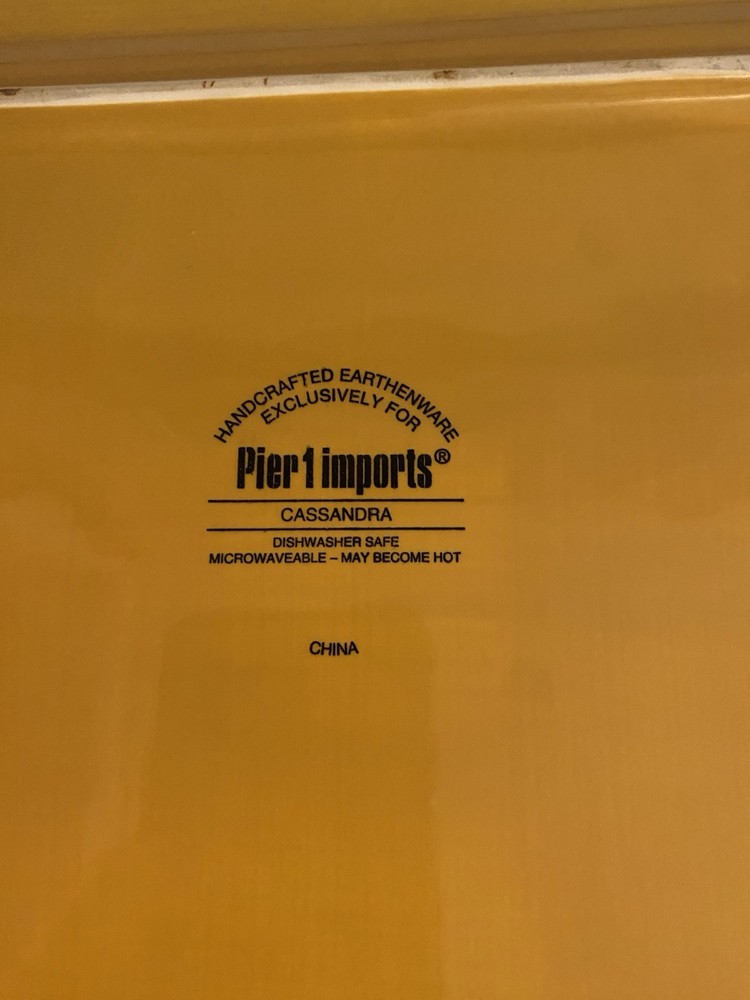 HANDCRAFTED EARTHENWARE
EXCLUSIVELY FOR
Pier 1 imports®
CASSANDRA
DISHWASHER SAFE
MICROWAVEABLE – MAY BECOME HOT
CHINA